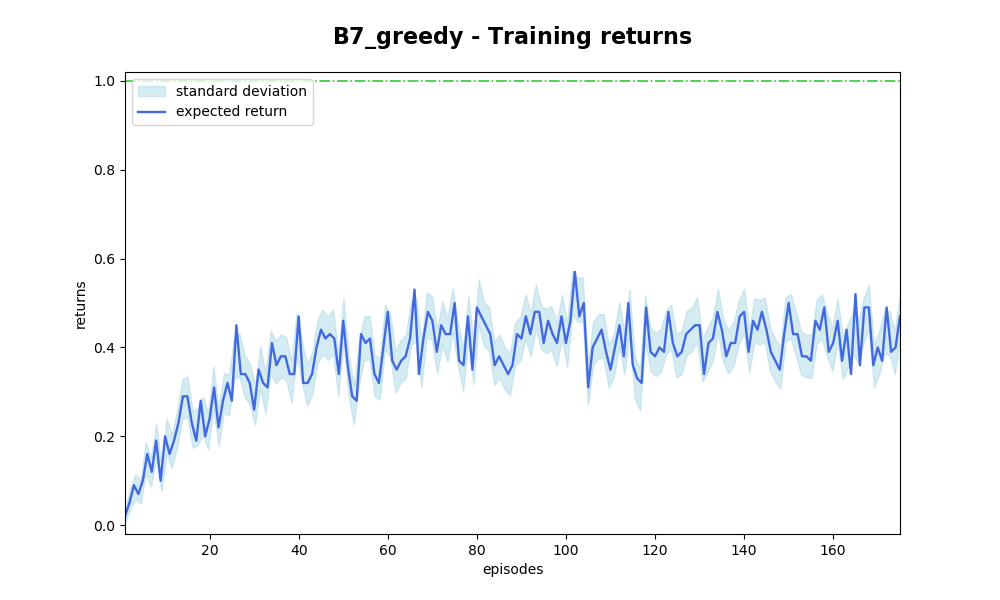 B7_greedy - Training returns
1.0
0.8
0.6
0.4
0.2
0.0
returns
standard deviation
expected return
20 40 60 80 100 120 140 160
episodes